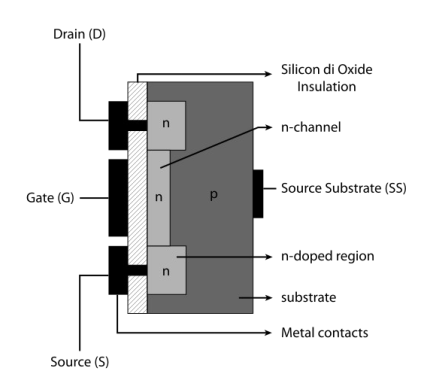 Drain (D)
Silicon di Oxide
Insulation
n
n-channel
Gate (G)
n
p
Source Substrate (SS)
n
n-doped region
substrate
Metal contacts
Source (S)